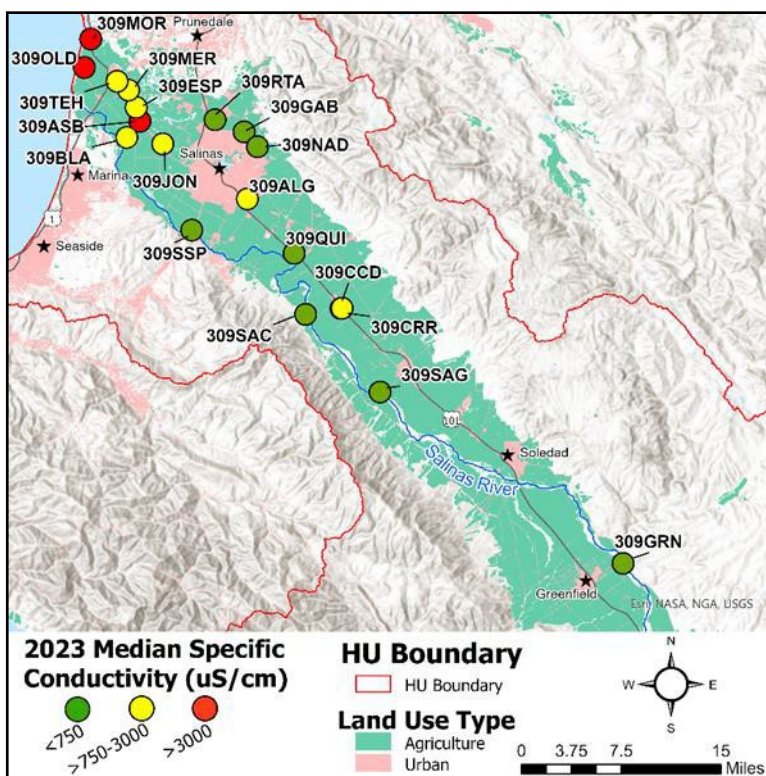 Prunedale
309MOR
309OLD
309MER
309ESP
309TEH
309RTA
309GAB
309ASB
309NAD
309BLA
Salinas
309JON
Marina
309ALG
1
309SSP
Seaside
309QUI
309CCD
309SAC
309CRR
309SAG
101
Soledad
Salinas River
309GRN
Greenfield
Esri, NASA, NGA, USGS
2023 Median Specific
Conductivity (uS/cm)
<750
>750-3000
>3000
HU Boundary
HU Boundary
Land Use Type
Agriculture
Urban
N
W
E
S
0 3.75 7.5 15
Miles